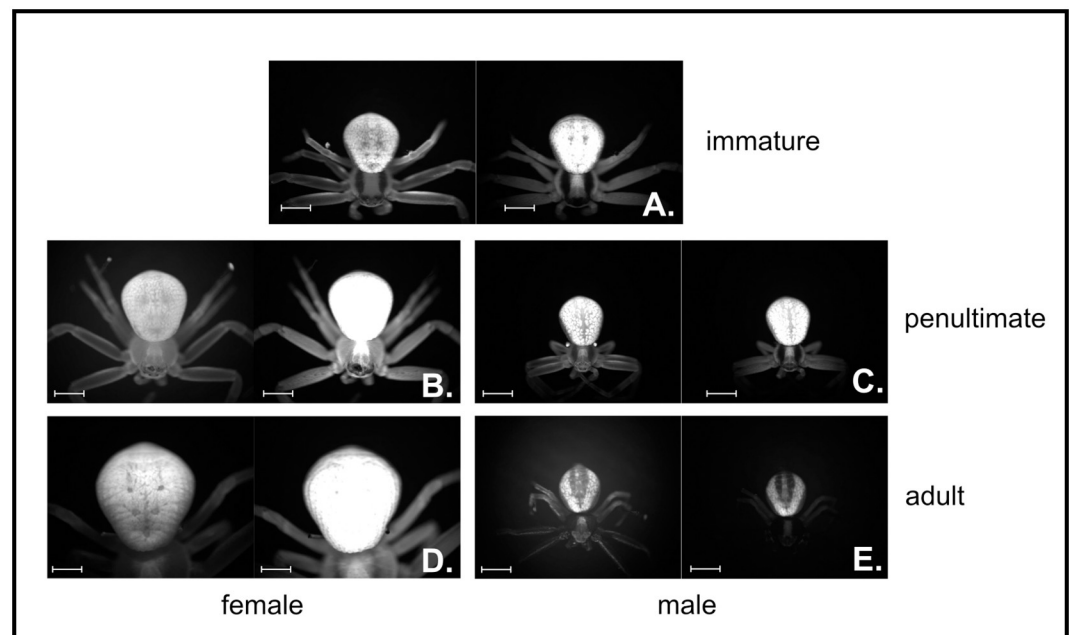 immature
A.
penultimate
B.
C.
adult
D.
E.
female
male